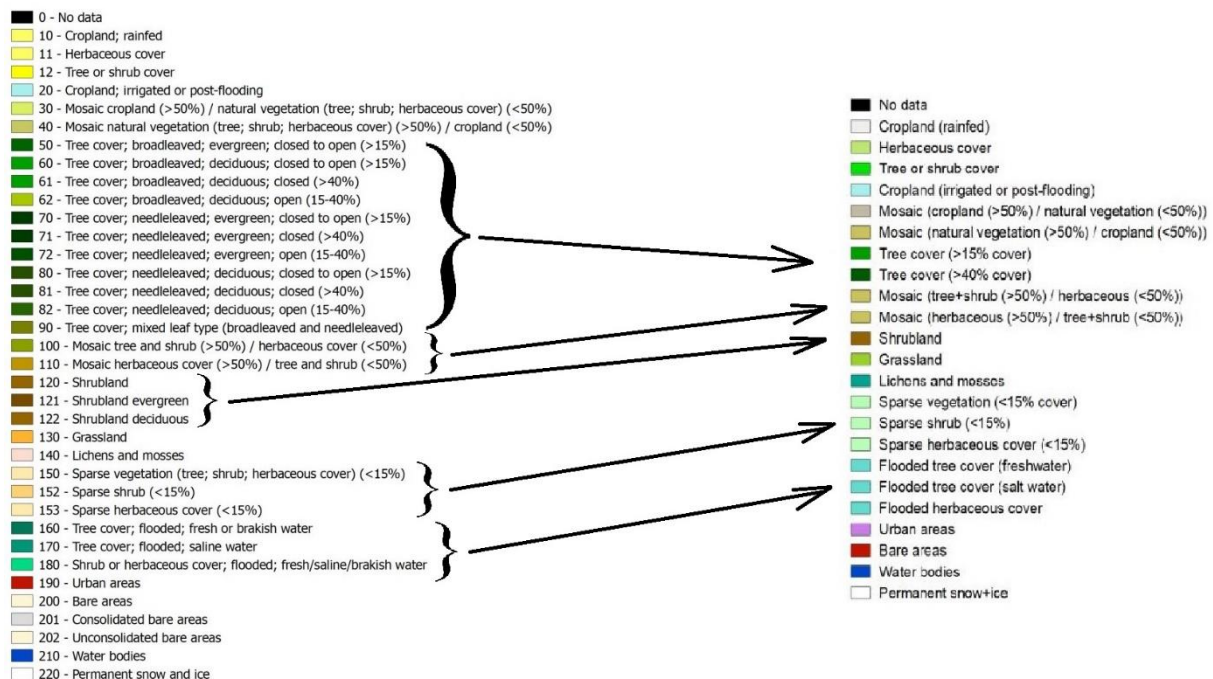 0 - No data
10 - Cropland; rainfed
11 - Herbaceous cover
12 - Tree or shrub cover
20 - Cropland; irrigated or post-flooding
30 - Mosaic cropland (>50%) / natural vegetation (tree; shrub; herbaceous cover) (<50%)
40 - Mosaic natural vegetation (tree; shrub; herbaceous cover) (>50%) / cropland (<50%)
50 - Tree cover; broadleaved; evergreen; closed to open (>15%)
60 - Tree cover; broadleaved; deciduous; closed to open (>15%)
61 - Tree cover; broadleaved; deciduous; closed (>40%)
62 - Tree cover; broadleaved; deciduous; open (15-40%)
70 - Tree cover; needleleaved; evergreen; closed to open (>15%)
71 - Tree cover; needleleaved; evergreen; closed (>40%)
72 - Tree cover; needleleaved; evergreen; open (15-40%)
80 - Tree cover; needleleaved; deciduous; closed to open (>15%)
81 - Tree cover; needleleaved; deciduous; closed (>40%)
82 - Tree cover; needleleaved; deciduous; open (15-40%)
90 - Tree cover; mixed leaf type (broadleaved and needleleaved)
100 - Mosaic tree and shrub (>50%) / herbaceous cover (<50%)
110 - Mosaic herbaceous cover (>50%) / tree and shrub (<50%)
120 - Shrubland
121 - Shrubland evergreen
122 - Shrubland deciduous
130 - Grassland
140 - Lichens and mosses
150 - Sparse vegetation (tree; shrub; herbaceous cover) (<15%)
152 - Sparse shrub (<15%)
153 - Sparse herbaceous cover (<15%)
160 - Tree cover; flooded; fresh or brakish water
170 - Tree cover; flooded; saline water
180 - Shrub or herbaceous cover; flooded; fresh/saline/brakish water
190 - Urban areas
200 - Bare areas
201 - Consolidated bare areas
202 - Unconsolidated bare areas
210 - Water bodies
220 - Permanent snow and ice
No data
Cropland (rainfed)
Herbaceous cover
Tree or shrub cover
Cropland (irrigated or post-flooding)
Mosaic (cropland (>50%) / natural vegetation (<50%))
Mosaic (natural vegetation (>50%) / cropland (<50%))
Tree cover (>15% cover)
Tree cover (>40% cover)
Mosaic (tree+shrub (>50%) / herbaceous (<50%))
Mosaic (herbaceous (>50%) / tree+shrub (<50%))
Shrubland
Grassland
Lichens and mosses
Sparse vegetation (<15% cover)
Sparse shrub (<15%)
Sparse herbaceous cover (<15%)
Flooded tree cover (freshwater)
Flooded tree cover (salt water)
Flooded herbaceous cover
Urban areas
Bare areas
Water bodies
Permanent snow+ice